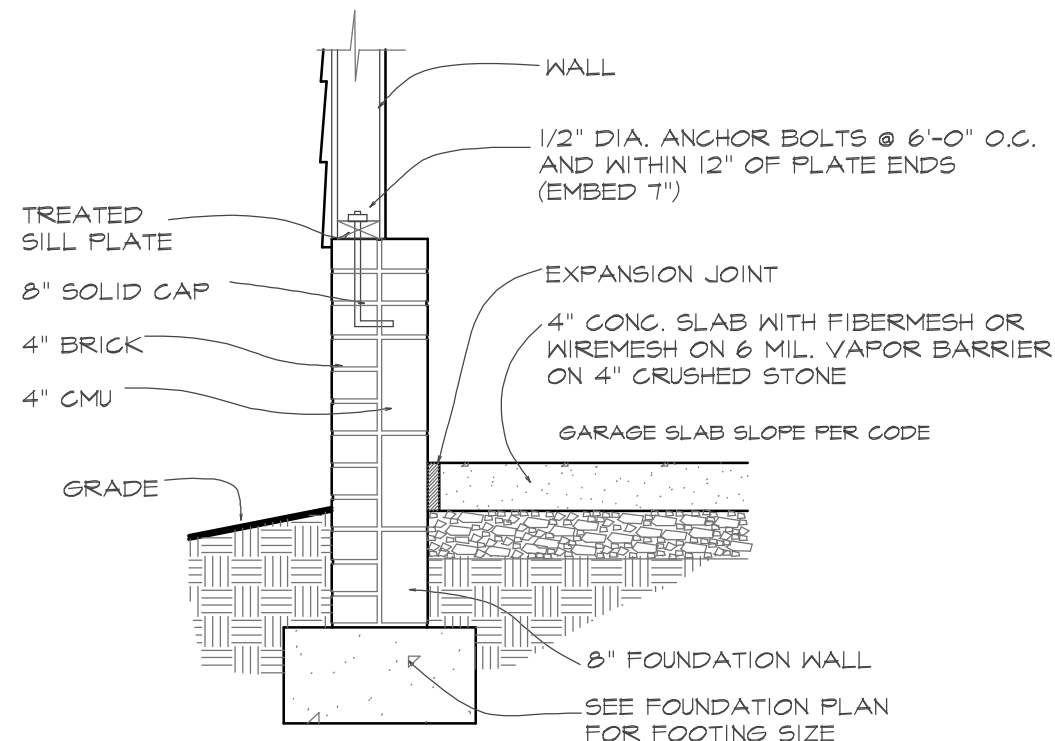 WALL
1/2" DIA. ANCHOR BOLTS @ 6'-0" O.C.
AND WITHIN 12" OF PLATE ENDS
(EMBED 7")
TREATED
SILL PLATE
8" SOLID CAP
4" BRICK
4" CMU
GRADE
EXPANSION JOINT
4" CONC. SLAB WITH FIBERMESH OR
WIREMESH ON 6 MIL. VAPOR BARRIER
ON 4" CRUSHED STONE
GARAGE SLAB SLOPE PER CODE
8" FOUNDATION WALL
SEE FOUNDATION PLAN
FOR FOOTING SIZE